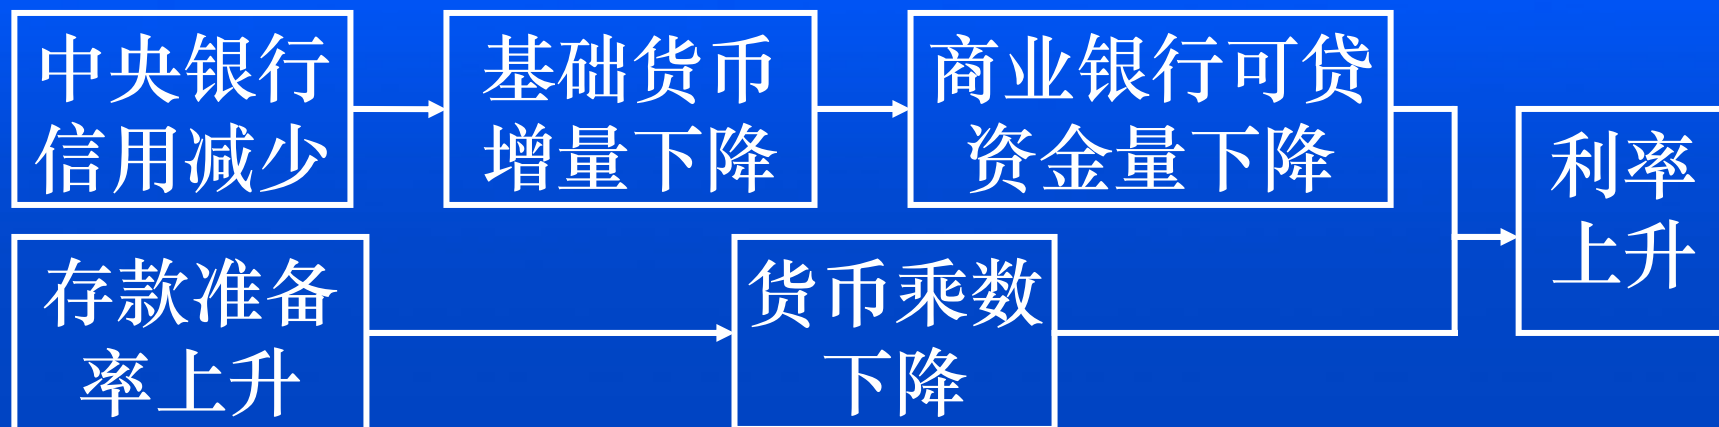 中央银行
信用减少
基础货币
增量下降
商业银行可贷
资金量下降
利率
上升
存款准备
率上升
货币乘数
下降